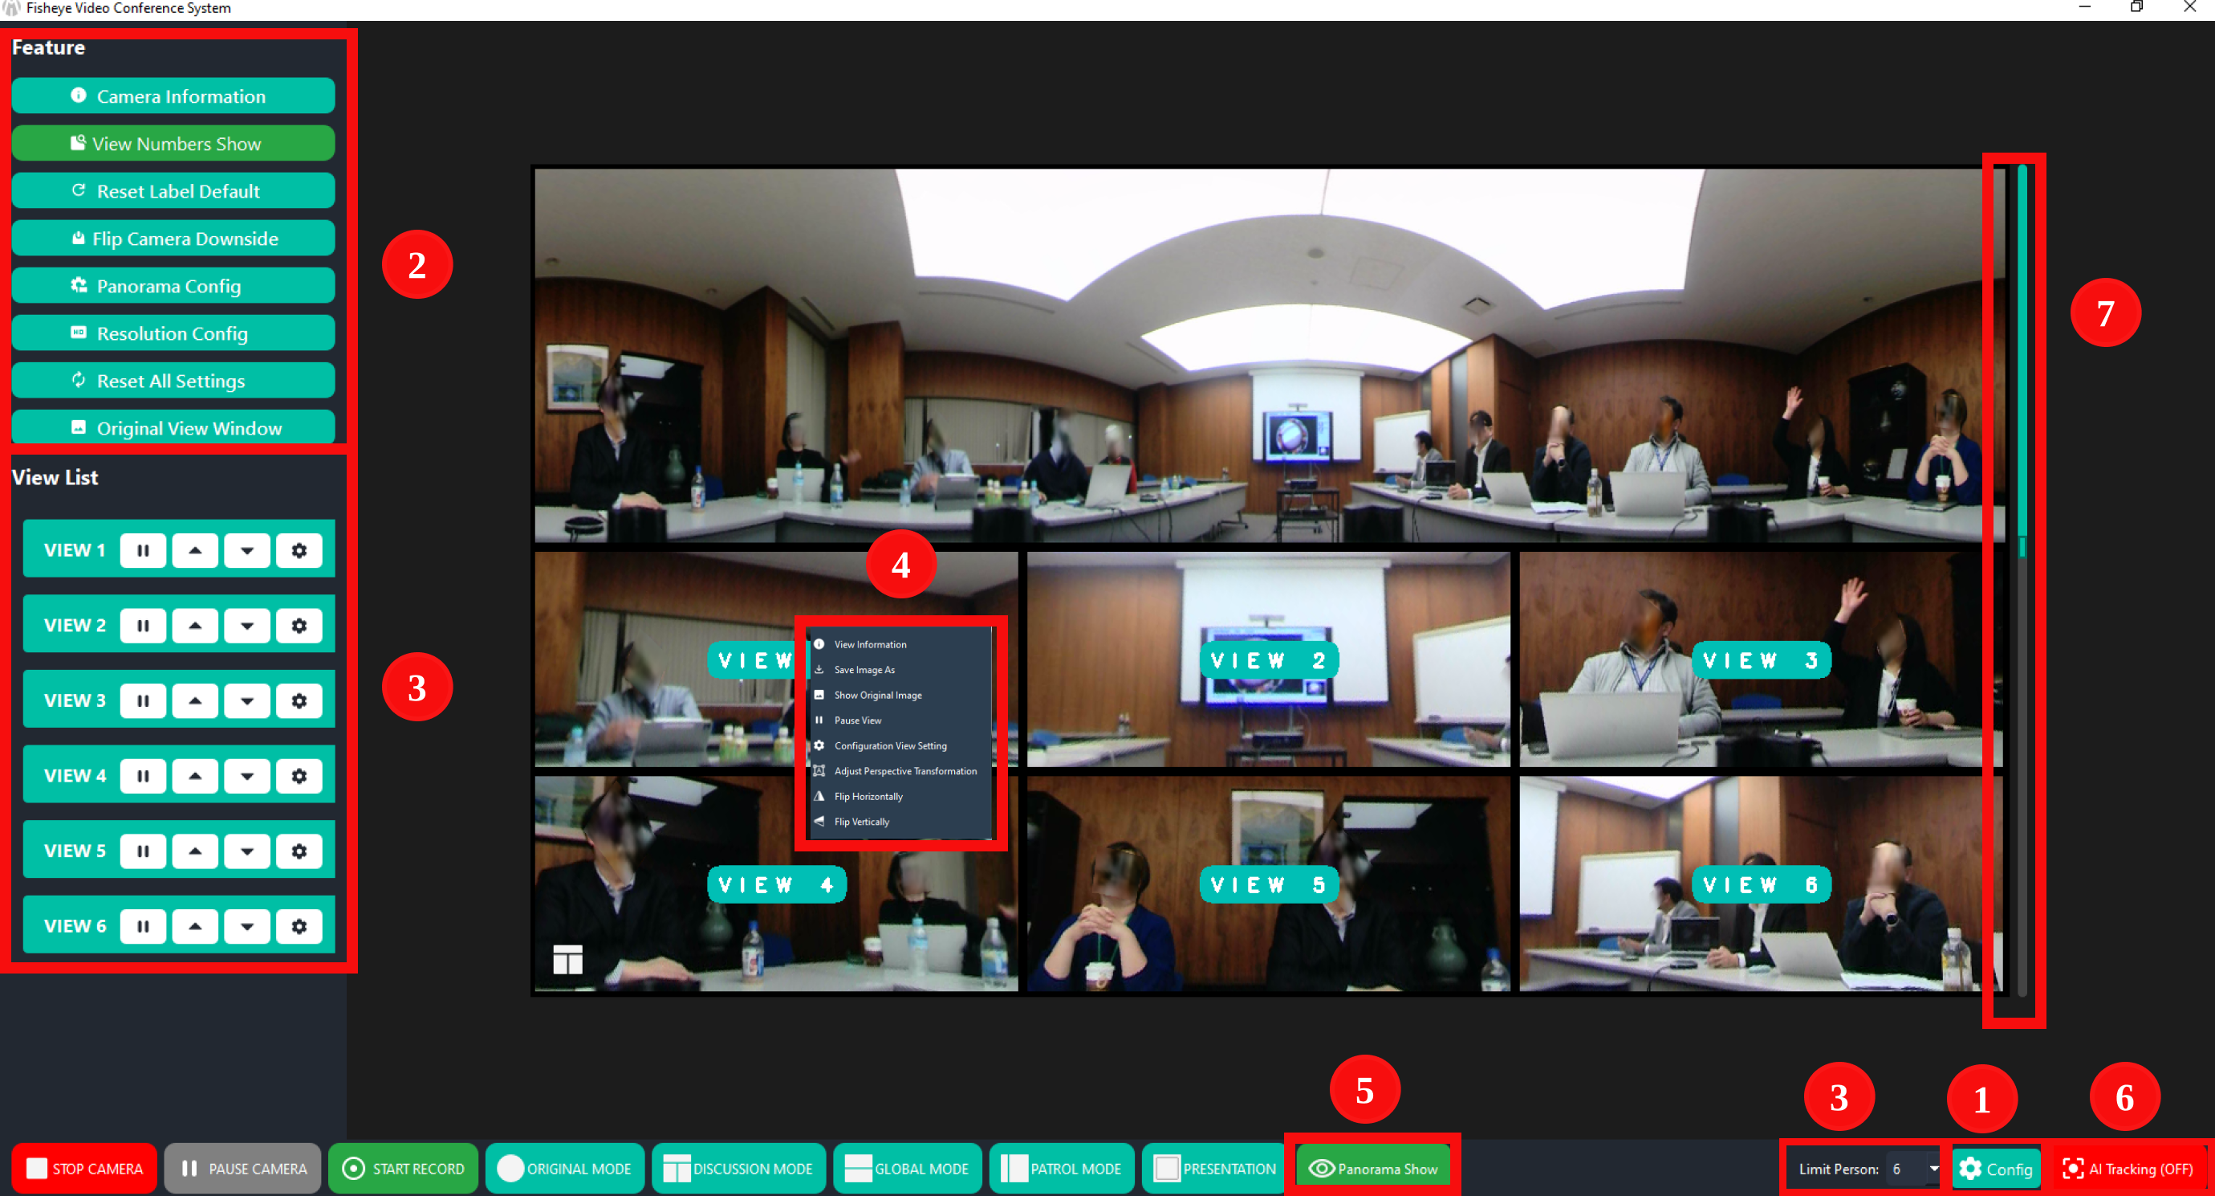 Fisheye Video Conference System
Feature
Camera Information
View Numbers Show
Reset Label Default
Flip Camera Downside
Panorama Config
Resolution Config
Reset All Settings
Original View Window
2
View List
VIEW 1
VIEW 2
VIEW 3
VIEW 4
VIEW 5
VIEW 6
3
7
4
VIEW
View Information
Save Image As
Show Original Image
Pause View
Configuration View Setting
Adjust Perspective Transformation
Flip Horizontally
Flip Vertically
VIEW 2
VIEW 3
VIEW 4
VIEW 5
VIEW 6
5
3
1
6
STOP CAMERA
PAUSE CAMERA
START RECORD
ORIGINAL MODE
DISCUSSION MODE
GLOBAL MODE
PATROL MODE
PRESENTATION
Panorama Show
Limit Person: 6
Config
AI Tracking (OFF)